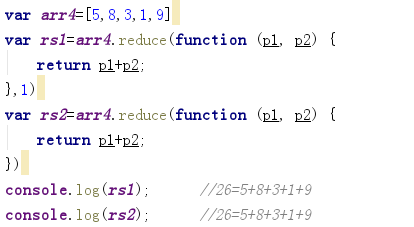 var arr4=[5,8,3,1,9]
var rs1=arr4.reduce(function (p1, p2) {
    return p1+p2;
},1)
var rs2=arr4.reduce(function (p1, p2) {
    return p1+p2;
})
console.log(rs1);      //26=5+8+3+1+9
console.log(rs2);      //26=5+8+3+1+9